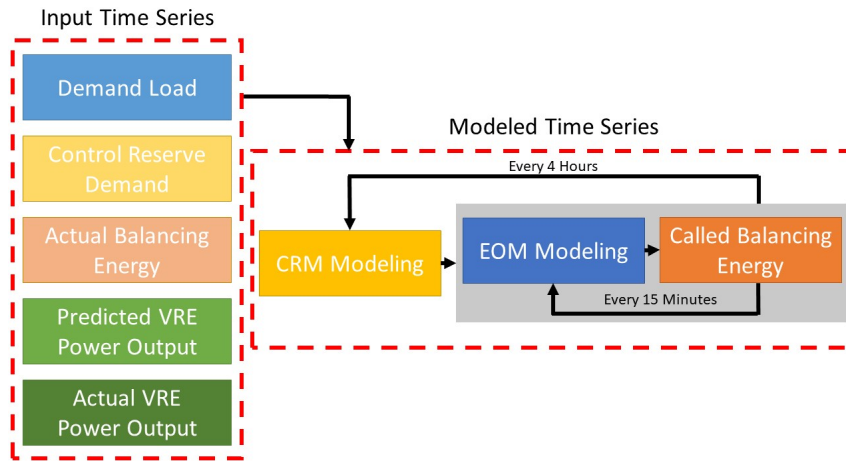 Input Time Series
Demand Load
Control Reserve
Demand
Actual Balancing
Energy
Predicted VRE
Power Output
Actual VRE
Power Output
Modeled Time Series
Every 4 Hours
CRM Modeling
EOM Modeling
Called Balancing
Energy
Every 15 Minutes